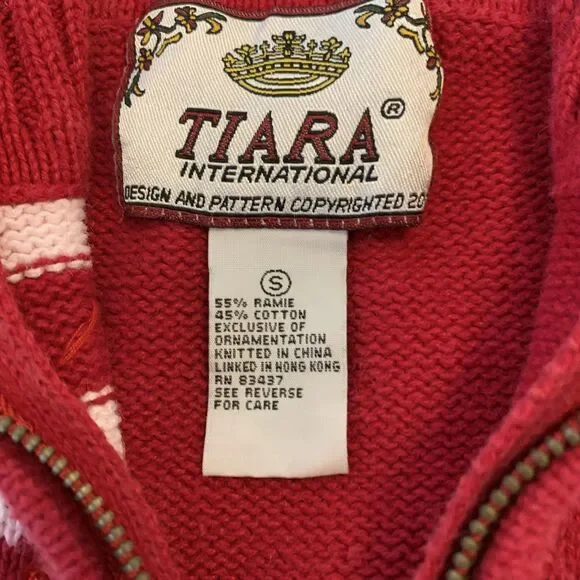 TIARA®
INTERNATIONAL
DESIGN AND PATTERN COPYRIGHTED 20
S
55% RAMIE
45% COTTON
EXCLUSIVE OF
ORNAMENTATION
KNITTED IN CHINA
LINKED IN HONG KONG
RN 83437
SEE REVERSE
FOR CARE